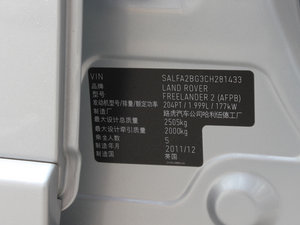 VIN SALFA2BG3CH281433
品牌 LAND ROVER
型号 FREELANDER 2 (AFPB)
发动机型号/排量/额定功率 204PT / 1.999L / 177kW
制造厂 路虎汽车公司哈利伍德工厂
最大设计总质量 2505kg
最大设计牵引质量 2000kg
乘坐人数 5
制造年月 2011/12
制造国 英国